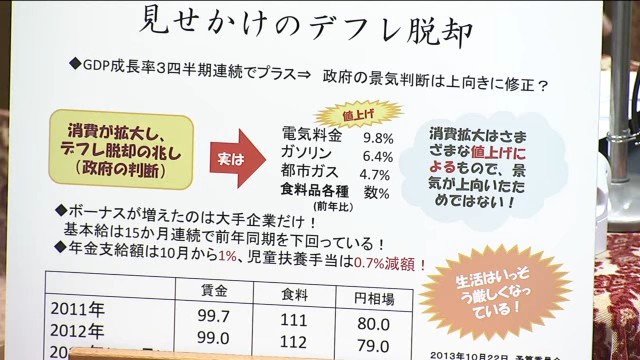 見せかけのデフレ脱却
◆GDP成長率3四半期連続でプラス⇒ 政府の景気判断は上向きに修正?
消費が拡大し、
デフレ脱却の兆し
(政府の判断)
実は
値上げ
電気料金 9.8%
ガソリン 6.4%
都市ガス 4.7%
食料品各種 数%
(前年比)
消費拡大はさま
ざまな値上げに
よるもので、景
気が上向いたた
めではない!
◆ボーナスが増えたのは大手企業だけ!
基本給は15か月連続で前年同期を下回っている!
◆年金支給額は10月から1%、児童扶養手当は0.7%減額!
生活はいっそ
う厳しくなっ
ている!
賃金 食料 円相場
2011年 99.7 111 80.0
2012年 99.0 112 79.0
2013年10月22日 予算委員会